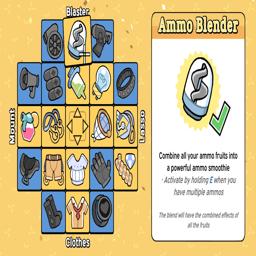 Blaster
Ammo Blender
Mount
Lasso
Combine all your ammo fruits into
a powerful ammo smoothie
- Activate by holding E when you
have multiple ammos
The blend will have the combined effects of
all the fruits
Clothes